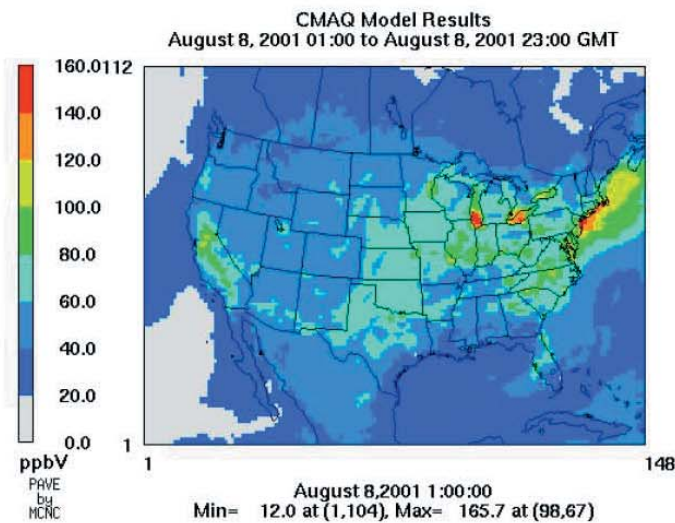 CMAQ Model Results
August 8, 2001 01:00 to August 8, 2001 23:00 GMT
160.0
140.0
120.0
100.0
80.0
60.0
40.0
20.0
0.0
ppbV
PAVE
by
MCNC
112
1
1
148
August 8,2001 1:00:00
Min= 12.0 at (1,104), Max= 165.7 at (98,67)